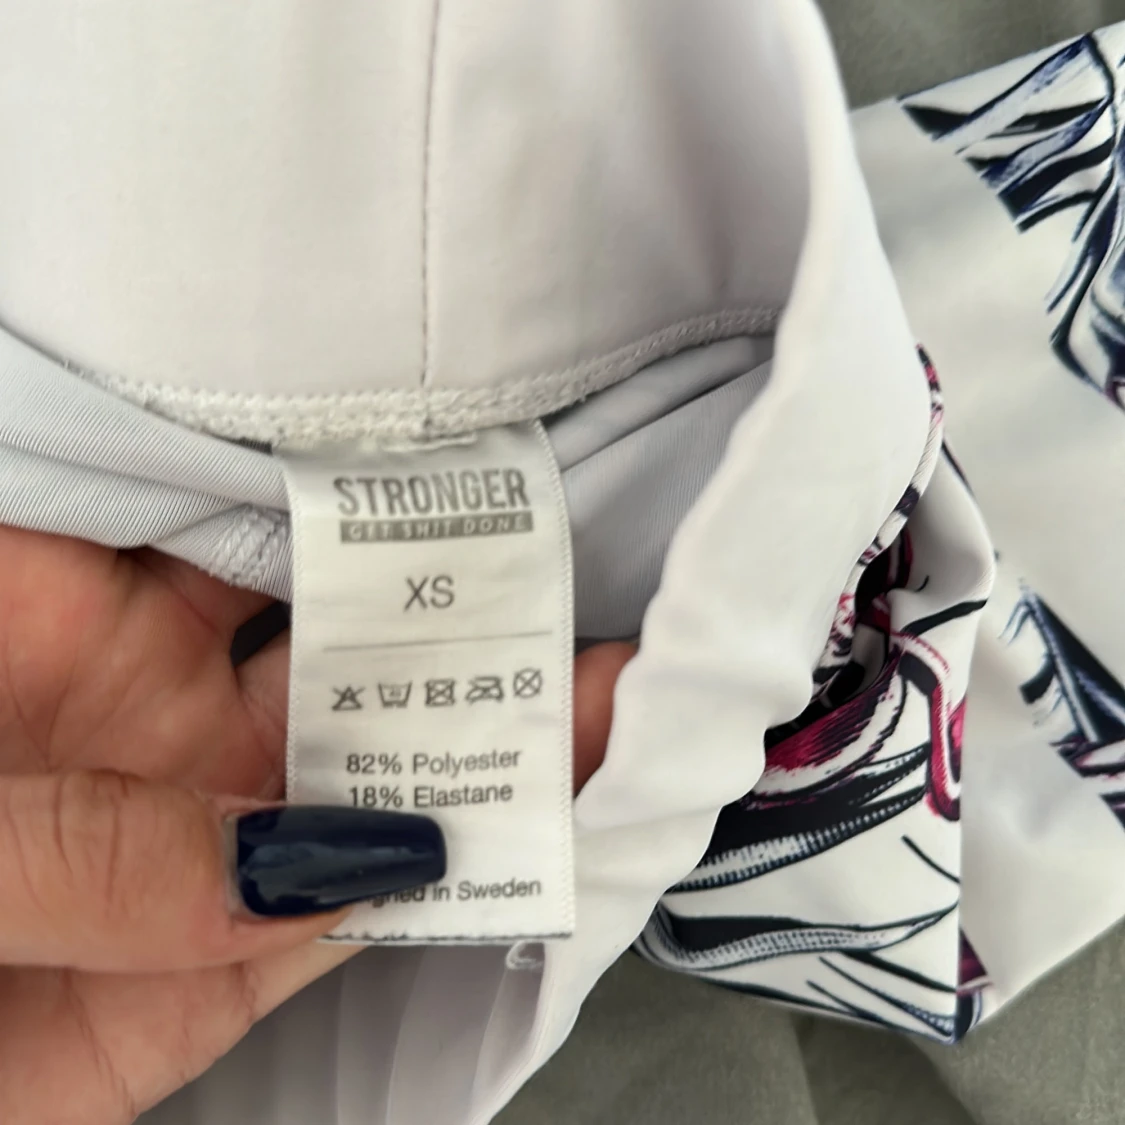 STRONGER
GET SHIT DONE
XS
82% Polyester
18% Elastane
in Sweden